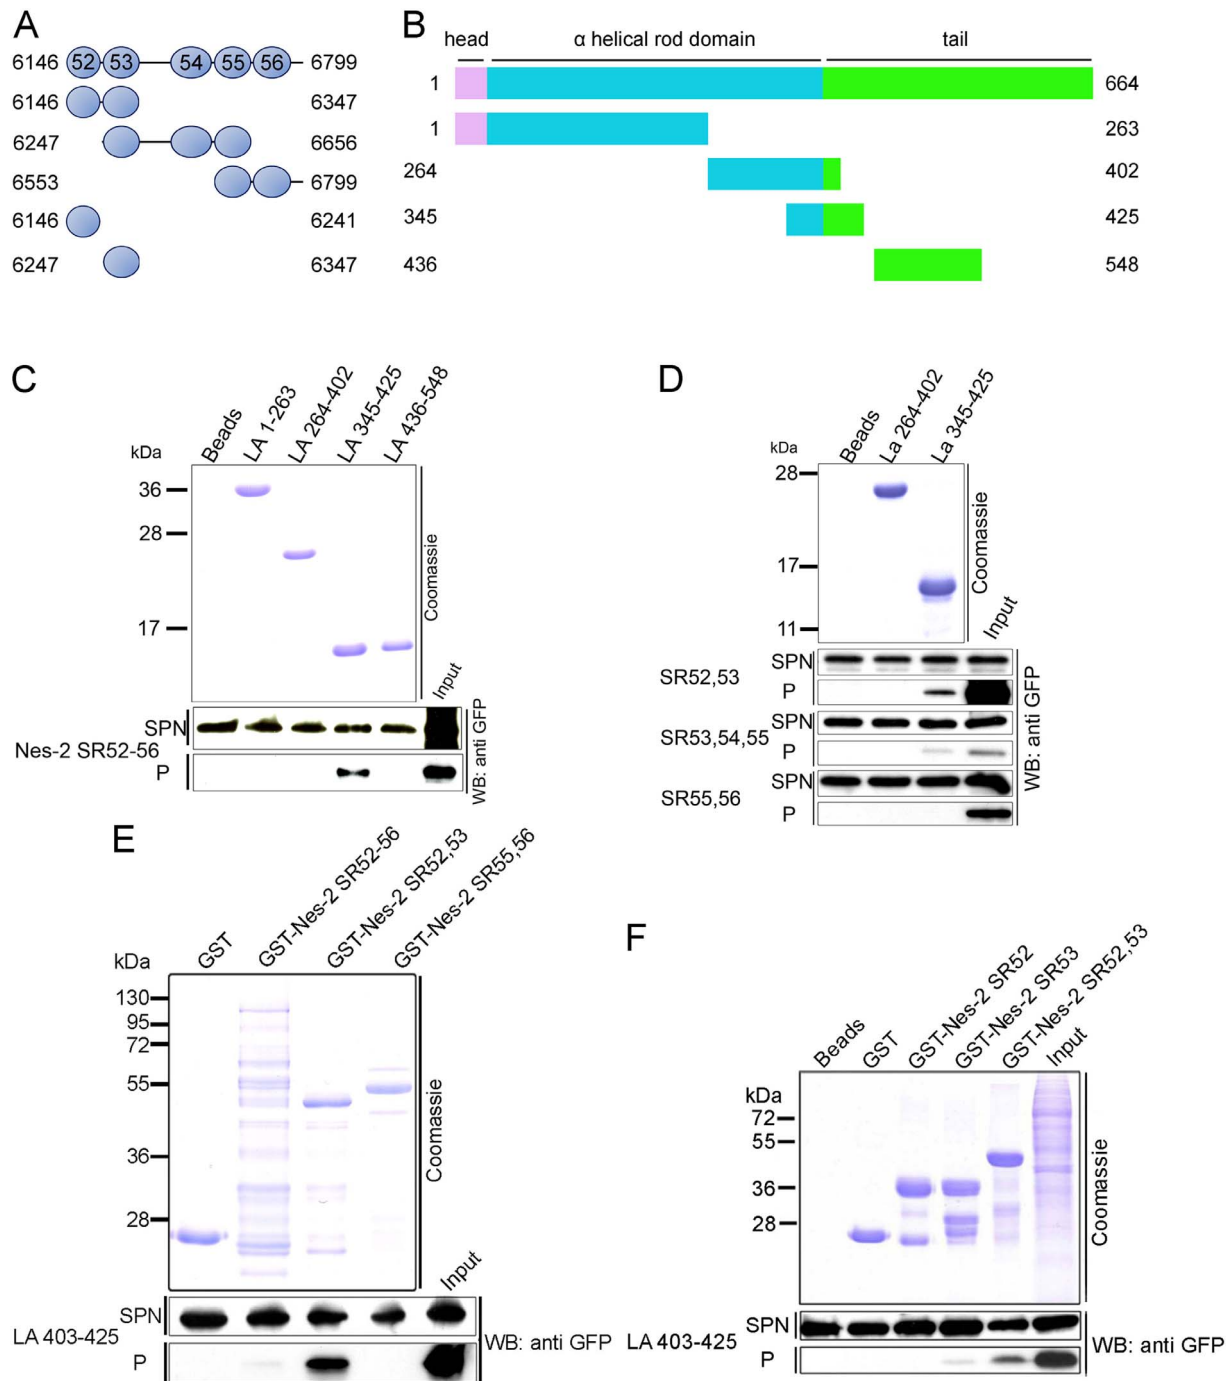 A
6146 52 53 54 55 56 6799
6146 6347
6247 6656
6553 6799
6146 6241
6247 6347
B
head α helical rod domain tail
1 664
1 263
264 402
345 425
436 548
C
Beads
LA 1-263
LA 264-402
LA 345-425
LA 436-548
kDa
36
28
17
Coomassie
Input
Nes-2 SR52-56
SPN
P
WB: anti GFP
D
Beads
La 264-402
La 345-425
kDa
28
17
11
Coomassie
Input
SR52,53
SPN
P
SR53,54,55
SPN
P
SR55,56
SPN
P
WB: anti GFP
E
GST
GST-Nes-2 SR52-56
GST-Nes-2 SR52,53
GST-Nes-2 SR55,56
kDa
130
95
72
55
36
28
Coomassie
Input
LA 403-425
SPN
P
WB: anti GFP
F
Beads
GST
GST-Nes-2 SR52
GST-Nes-2 SR53
GST-Nes-2 SR52,53
Input
kDa
72
55
36
28
Coomassie
LA 403-425
SPN
P
WB: anti GFP